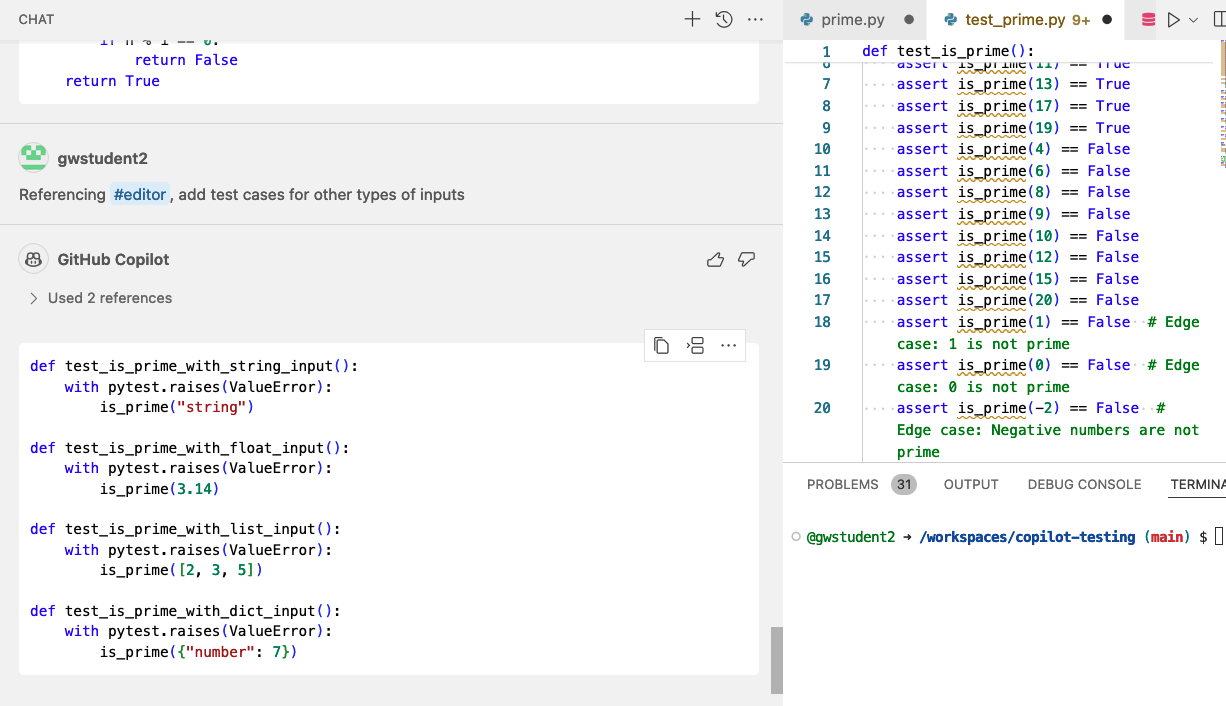 CHAT
if n % i == 0:
return False
return True
gwstudent2
Referencing #editor, add test cases for other types of inputs
GitHub Copilot
Used 2 references
def test_is_prime_with_string_input():
with pytest.raises(ValueError):
is_prime("string")
def test_is_prime_with_float_input():
with pytest.raises(ValueError):
is_prime(3.14)
def test_is_prime_with_list_input():
with pytest.raises(ValueError):
is_prime([2, 3, 5])
def test_is_prime_with_dict_input():
with pytest.raises(ValueError):
is_prime({"number": 7})
prime.py
test_prime.py 9+
1 def test_is_prime():
6 assert is_prime(11) == True
7 assert is_prime(13) == True
8 assert is_prime(17) == True
9 assert is_prime(19) == True
10 assert is_prime(4) == False
11 assert is_prime(6) == False
12 assert is_prime(8) == False
13 assert is_prime(9) == False
14 assert is_prime(10) == False
15 assert is_prime(12) == False
16 assert is_prime(15) == False
17 assert is_prime(20) == False
18 assert is_prime(1) == False # Edge
case: 1 is not prime
19 assert is_prime(0) == False # Edge
case: 0 is not prime
20 assert is_prime(-2) == False #
Edge case: Negative numbers are not
prime
PROBLEMS 31 OUTPUT DEBUG CONSOLE TERMINA
@gwstudent2 → /workspaces/copilot-testing (main) $